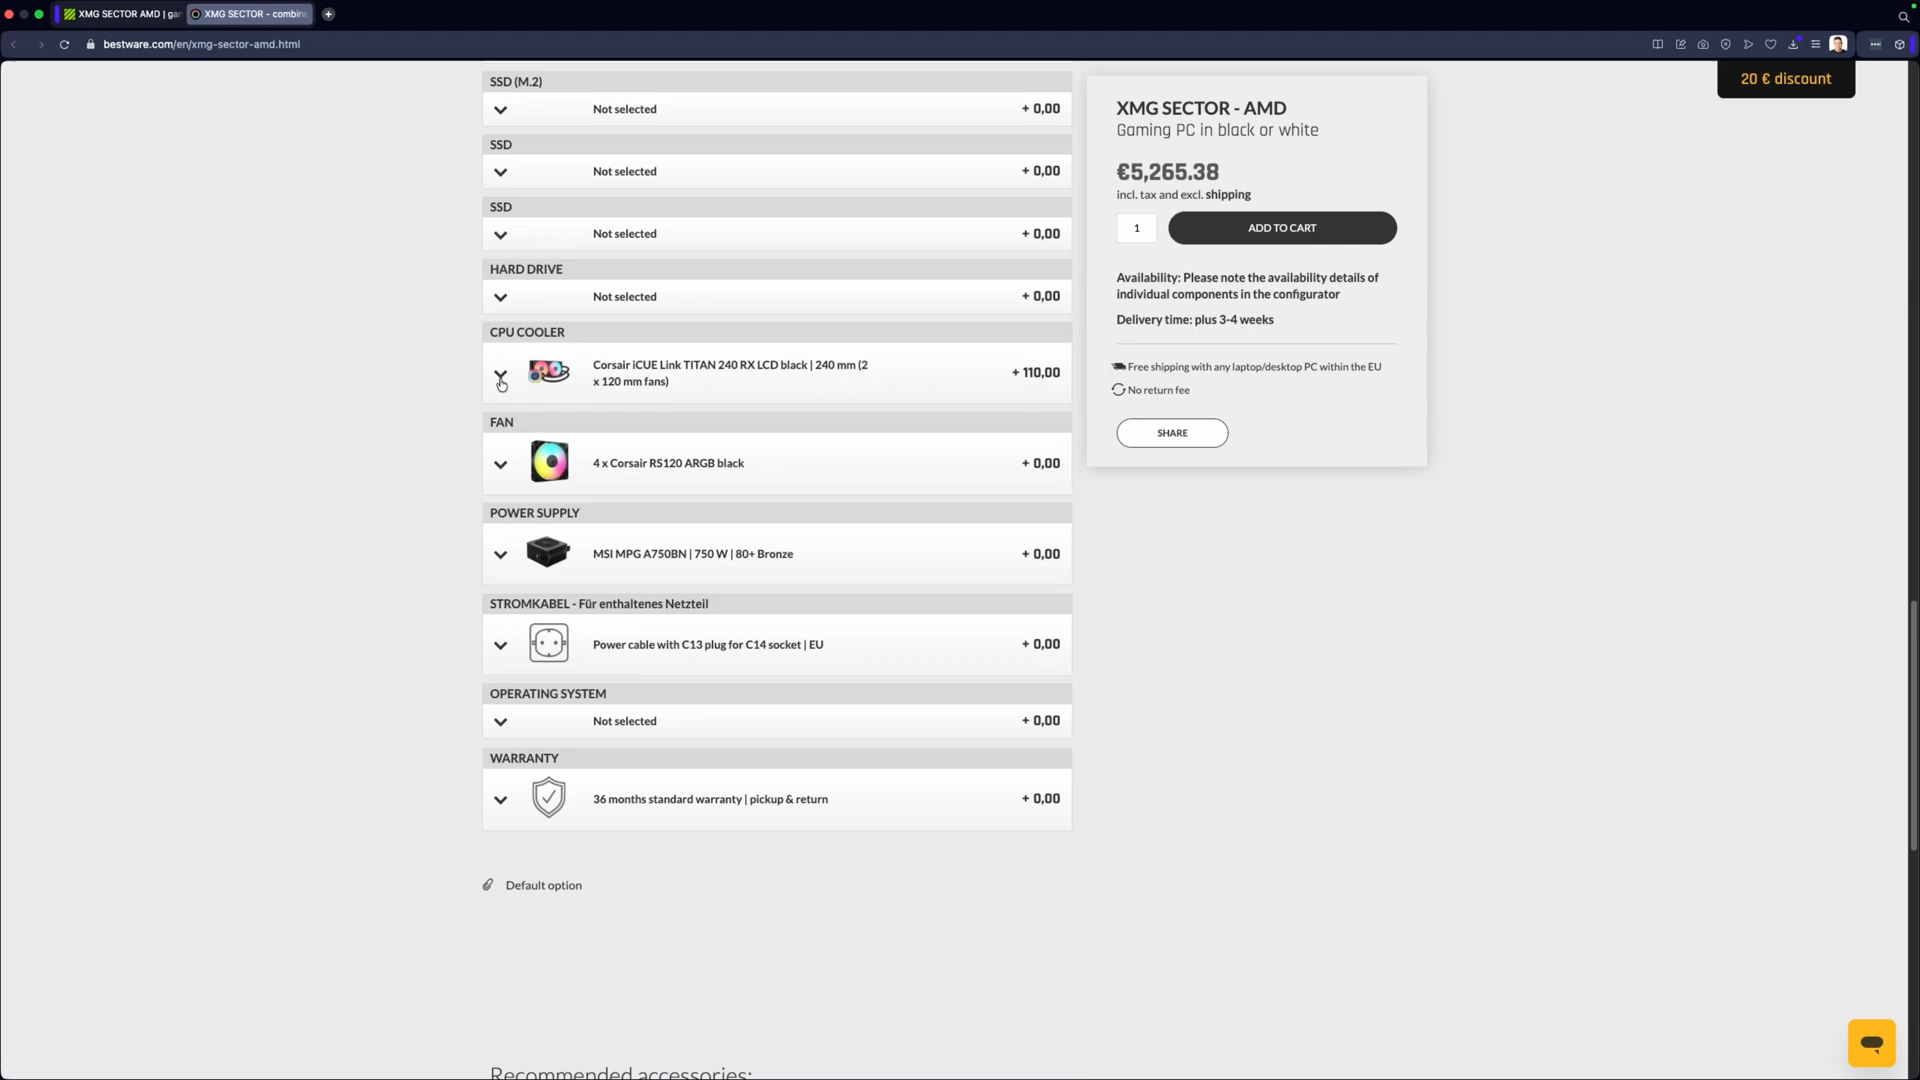 XMG SECTOR AMD | ga
XMG SECTOR - combine
bestware.com/en/xmg-sector-amd.html
20 € discount
SSD (M.2)
Not selected
+ 0,00
SSD
Not selected
+ 0,00
SSD
Not selected
+ 0,00
HARD DRIVE
Not selected
+ 0,00
CPU COOLER
Corsair iCUE Link TITAN 240 RX LCD black | 240 mm (2
x 120 mm fans)
+ 110,00
FAN
4 x Corsair RS120 ARGB black
+ 0,00
POWER SUPPLY
MSI MPG A750BN | 750 W | 80+ Bronze
+ 0,00
STROMKABEL - Für enthaltenes Netzteil
Power cable with C13 plug for C14 socket | EU
+ 0,00
OPERATING SYSTEM
Not selected
+ 0,00
WARRANTY
36 months standard warranty | pickup & return
+ 0,00
Default option
XMG SECTOR - AMD
Gaming PC in black or white
€5,265.38
incl. tax and excl. shipping
1
ADD TO CART
Availability: Please note the availability details of
individual components in the configurator
Delivery time: plus 3-4 weeks
Free shipping with any laptop/desktop PC within the EU
No return fee
SHARE
Recommended accessories: